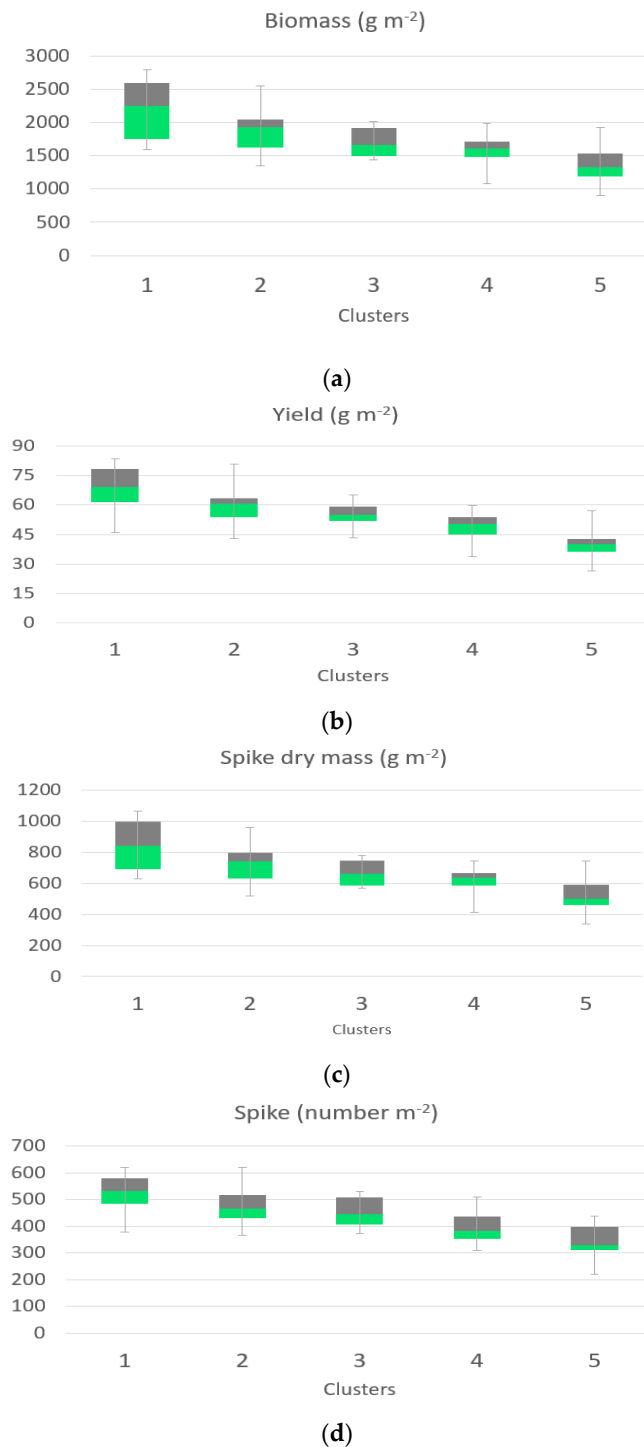 Biomass (g m⁻²)
3000
2500
2000
1500
1000
500
0
1 2 3 4 5
Clusters
(a)
Yield (g m⁻²)
90
75
60
45
30
15
0
1 2 3 4 5
Clusters
(b)
Spike dry mass (g m⁻²)
1200
1000
800
600
400
200
0
1 2 3 4 5
Clusters
(c)
Spike (number m⁻²)
700
600
500
400
300
200
100
0
1 2 3 4 5
Clusters
(d)